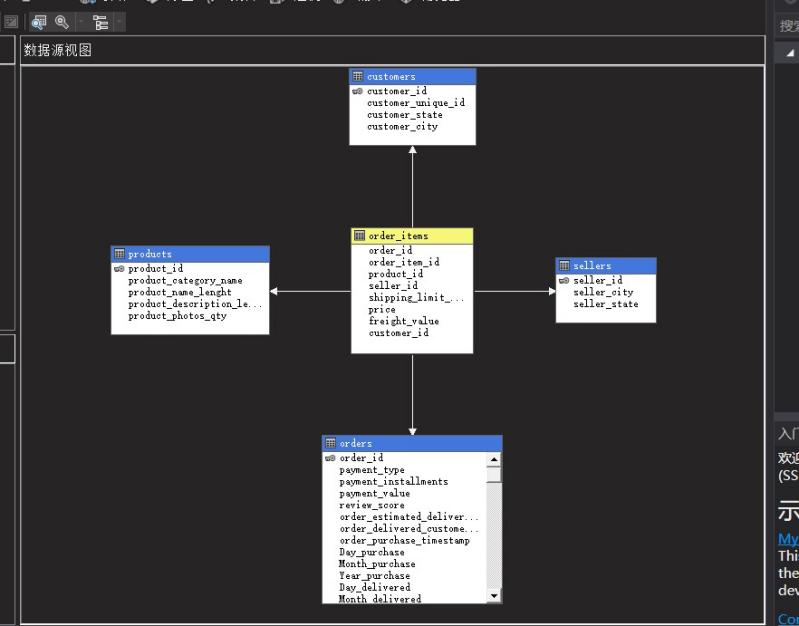 数据源视图
customers
customer_id
customer_unique_id
customer_state
customer_city
products
product_id
product_category_name
product_name_lenght
product_description_le...
product_photos_qty
order_items
order_id
order_item_id
product_id
seller_id
shipping_limit_...
price
freight_value
customer_id
sellers
seller_id
seller_city
seller_state
orders
order_id
payment_type
payment_installments
payment_value
review_score
order_estimated_deliver...
order_delivered_custome...
order_purchase_timestamp
Day_purchase
Month_purchase
Year_purchase
Day_delivered
Month_delivered
搜索
入门
欢迎
(SS
示
My
This
the
dev